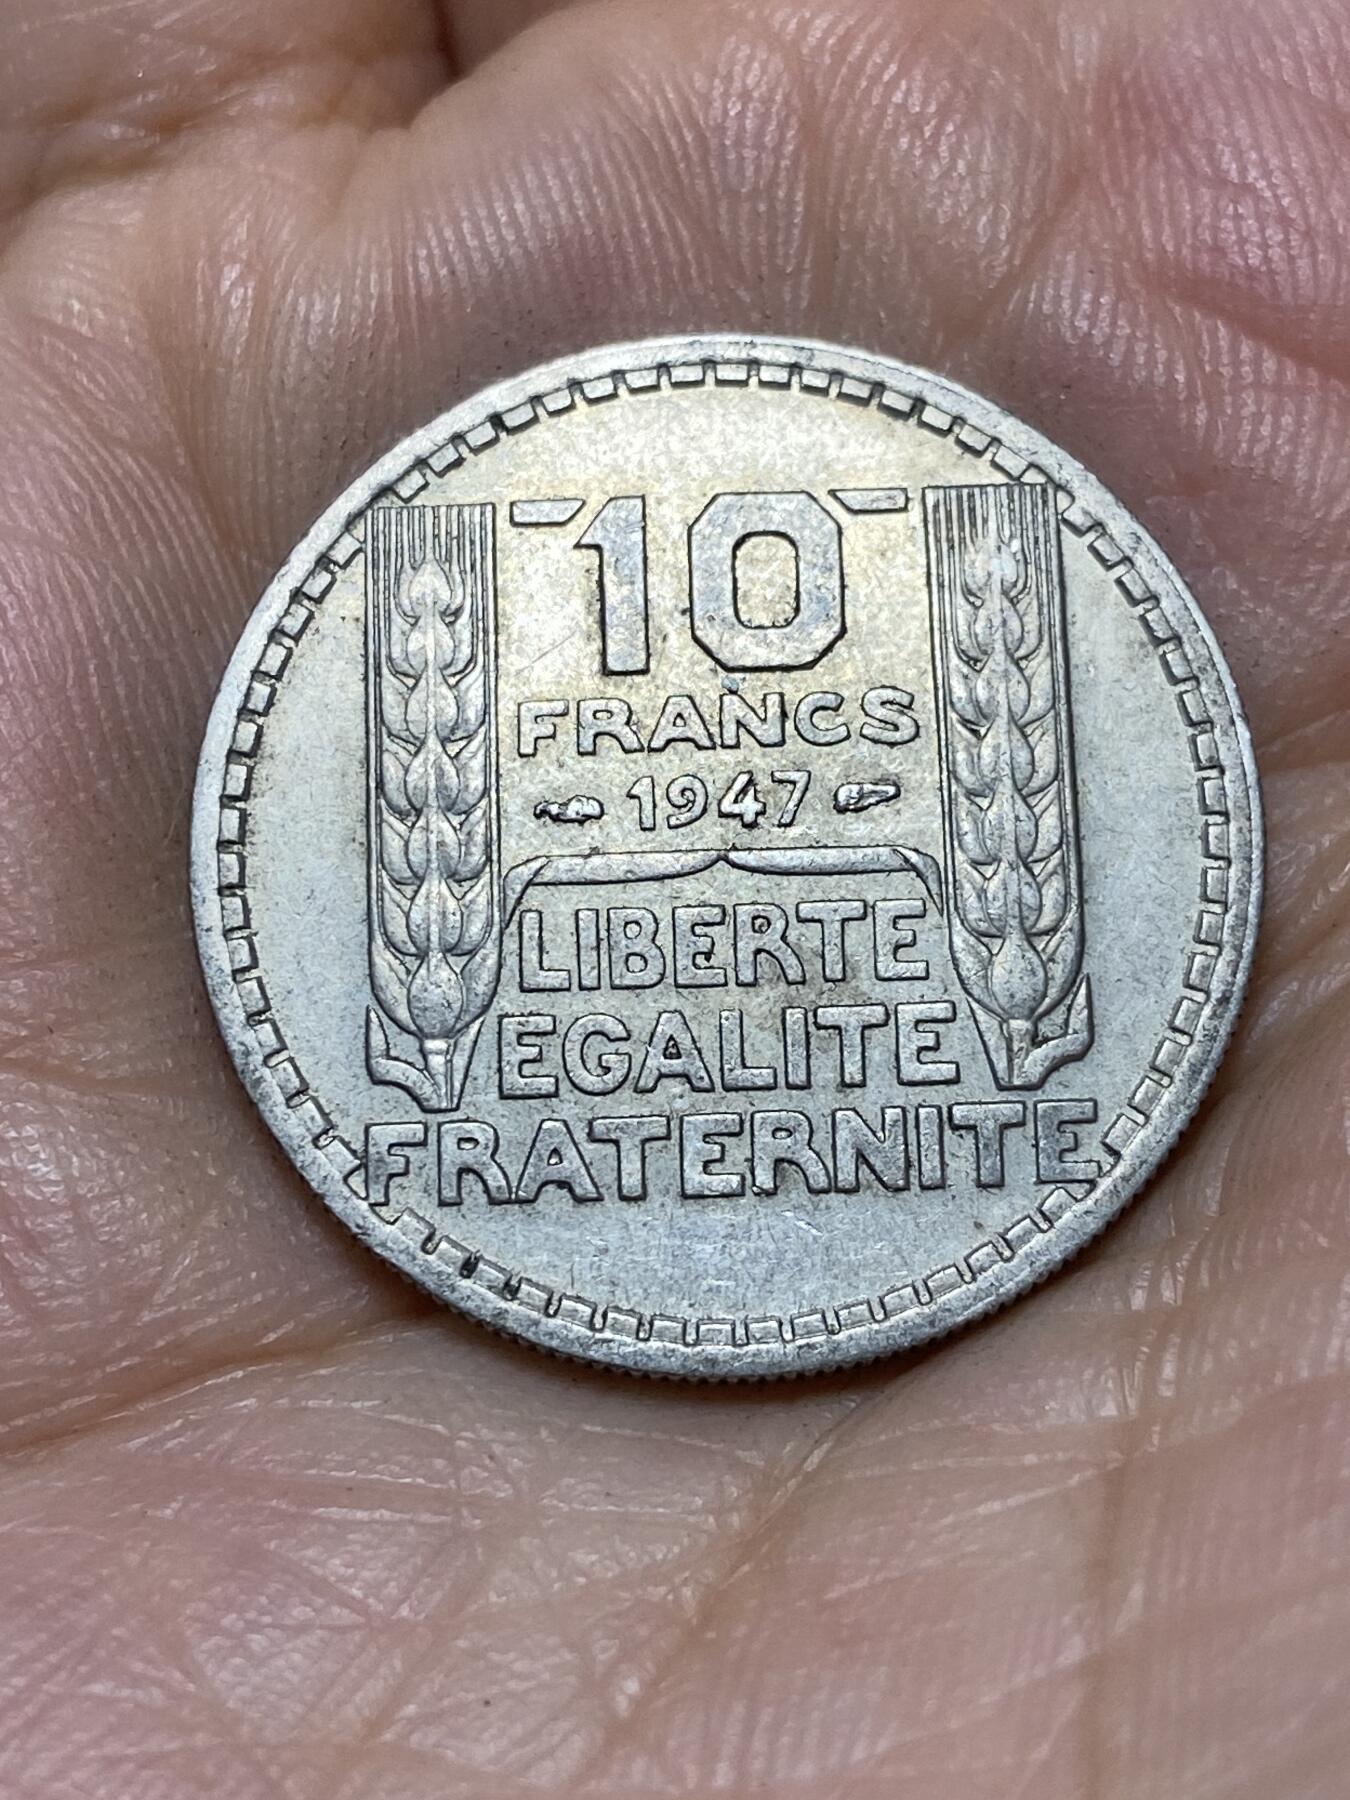 10
FRANCS
1947
LIBERTE
EGALITE
FRATERNITE